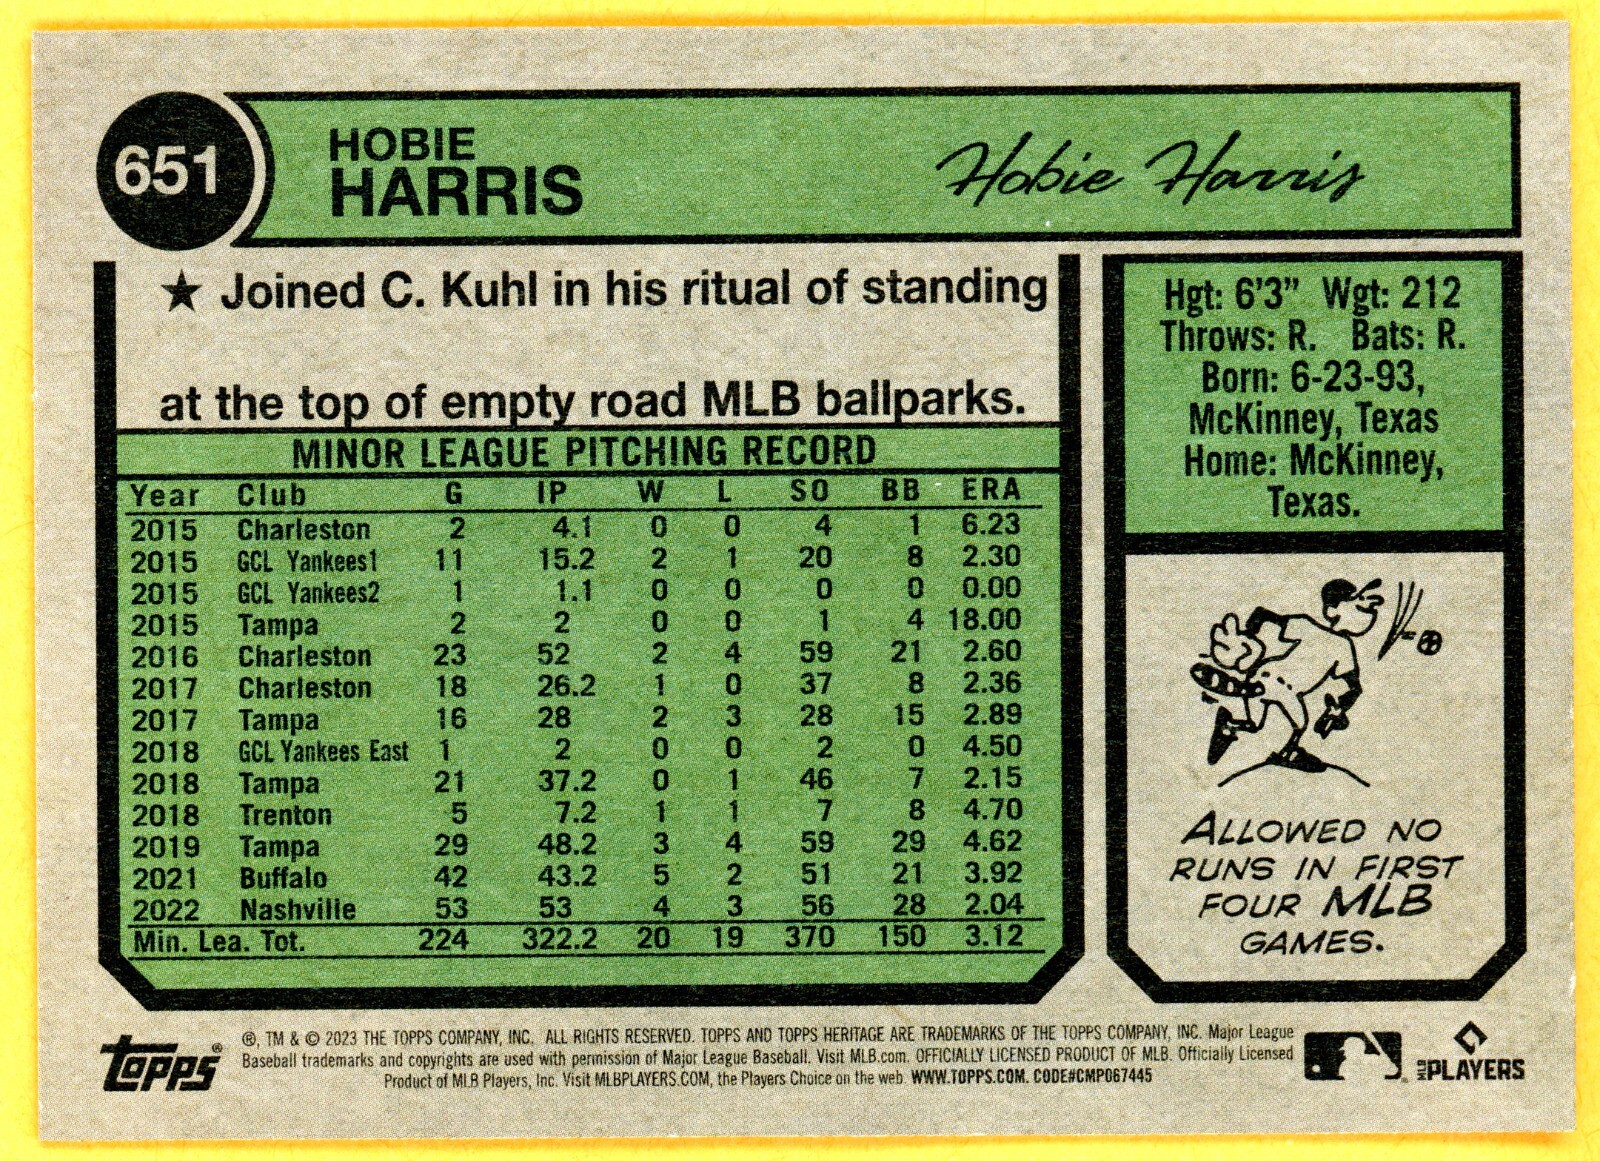 651
HOBIE
HARRIS
Hobie Harris
★ Joined C. Kuhl in his ritual of standing
at the top of empty road MLB ballparks.
MINOR LEAGUE PITCHING RECORD
Year Club G IP W L SO BB ERA
2015 Charleston 2 4.1 0 0 4 1 6.23
2015 GCL Yankees1 11 15.2 2 1 20 8 2.30
2015 GCL Yankees2 1 1.1 0 0 0 0 0.00
2015 Tampa 2 2 0 0 1 4 18.00
2016 Charleston 23 52 2 4 59 21 2.60
2017 Charleston 18 26.2 1 0 37 8 2.36
2017 Tampa 16 28 2 3 28 15 2.89
2018 GCL Yankees East 1 2 0 0 2 0 4.50
2018 Tampa 21 37.2 0 1 46 7 2.15
2018 Trenton 5 7.2 1 1 7 8 4.70
2019 Tampa 29 48.2 3 4 59 29 4.62
2021 Buffalo 42 43.2 5 2 51 21 3.92
2022 Nashville 53 53 4 3 56 28 2.04
Min. Lea. Tot. 224 322.2 20 19 370 150 3.12
Hgt: 6'3" Wgt: 212
Throws: R. Bats: R.
Born: 6-23-93,
McKinney, Texas
Home: McKinney,
Texas.
ALLOWED NO
RUNS IN FIRST
FOUR MLB
GAMES.
topps®
®, TM & © 2023 THE TOPPS COMPANY, INC. ALL RIGHTS RESERVED. TOPPS AND TOPPS HERITAGE ARE TRADEMARKS OF THE TOPPS COMPANY, INC. Major League
Baseball trademarks and copyrights are used with permission of Major League Baseball. Visit MLB.com. OFFICIALLY LICENSED PRODUCT OF MLB. Officially Licensed
Product of MLB Players, Inc. Visit MLBPLAYERS.COM, the Players Choice on the web. WWW.TOPPS.COM. CODE#CMP067445
MLB PLAYERS